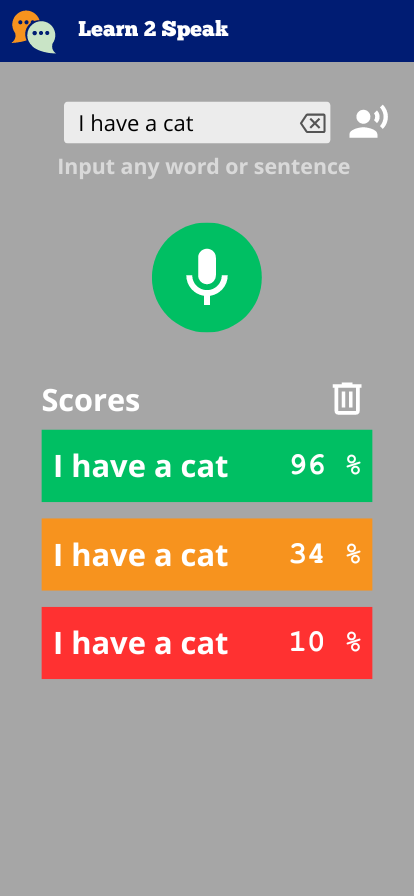 Learn 2 Speak
I have a cat
Input any word or sentence
Scores
I have a cat 96 %
I have a cat 34 %
I have a cat 10 %